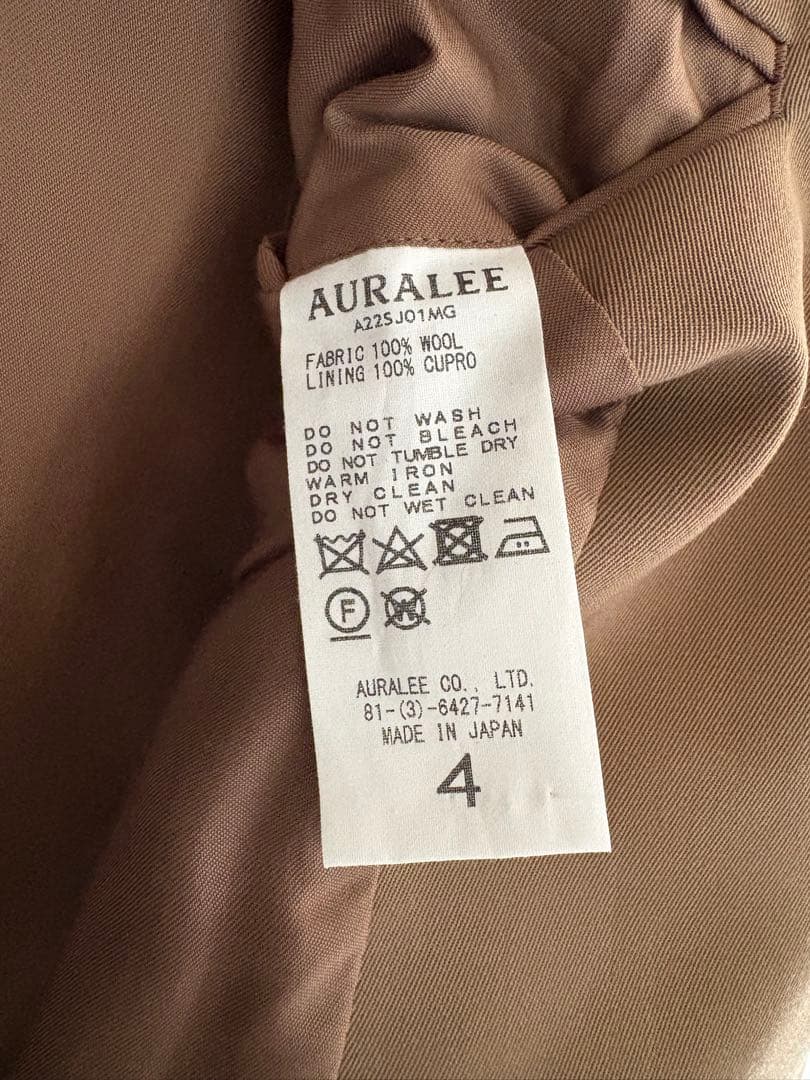 AURALEE
A22SJ01MG
FABRIC 100% WOOL
LINING 100% CUPRO
DO NOT WASH
DO NOT BLEACH
DO NOT TUMBLE DRY
WARM IRON
DRY CLEAN
DO NOT WET CLEAN
F W
AURALEE CO., LTD.
81-(3)-6427-7141
MADE IN JAPAN
4